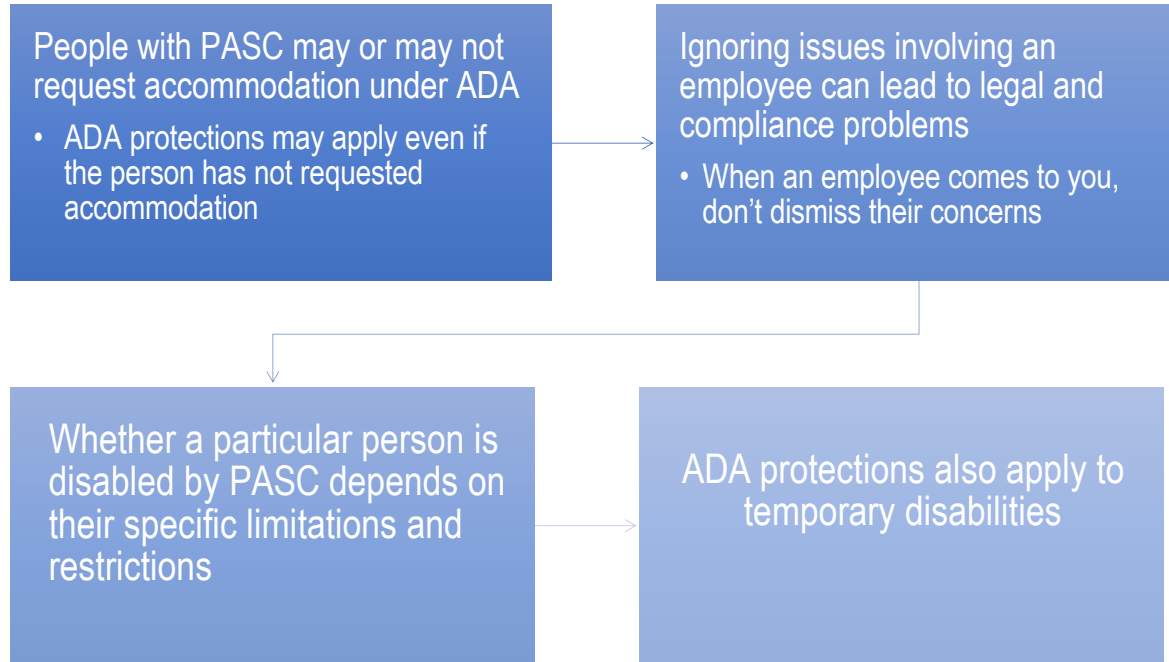 People with PASC may or may not
request accommodation under ADA
• ADA protections may apply even if
the person has not requested
accommodation
Ignoring issues involving an
employee can lead to legal and
compliance problems
• When an employee comes to you,
don’t dismiss their concerns
Whether a particular person is
disabled by PASC depends on
their specific limitations and
restrictions
ADA protections also apply to
temporary disabilities